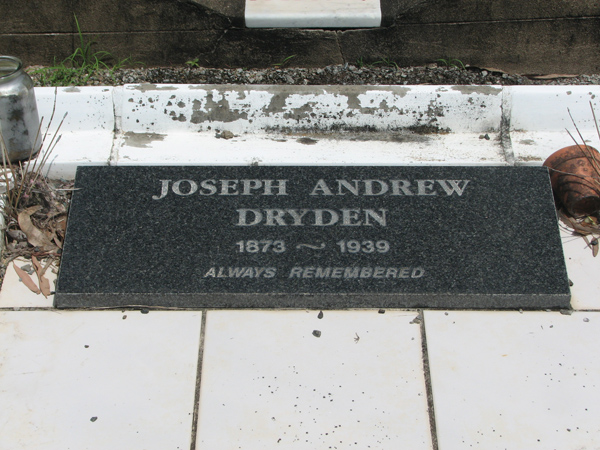 JOSEPH ANDREW
DRYDEN
1873 ~ 1939
ALWAYS REMEMBERED